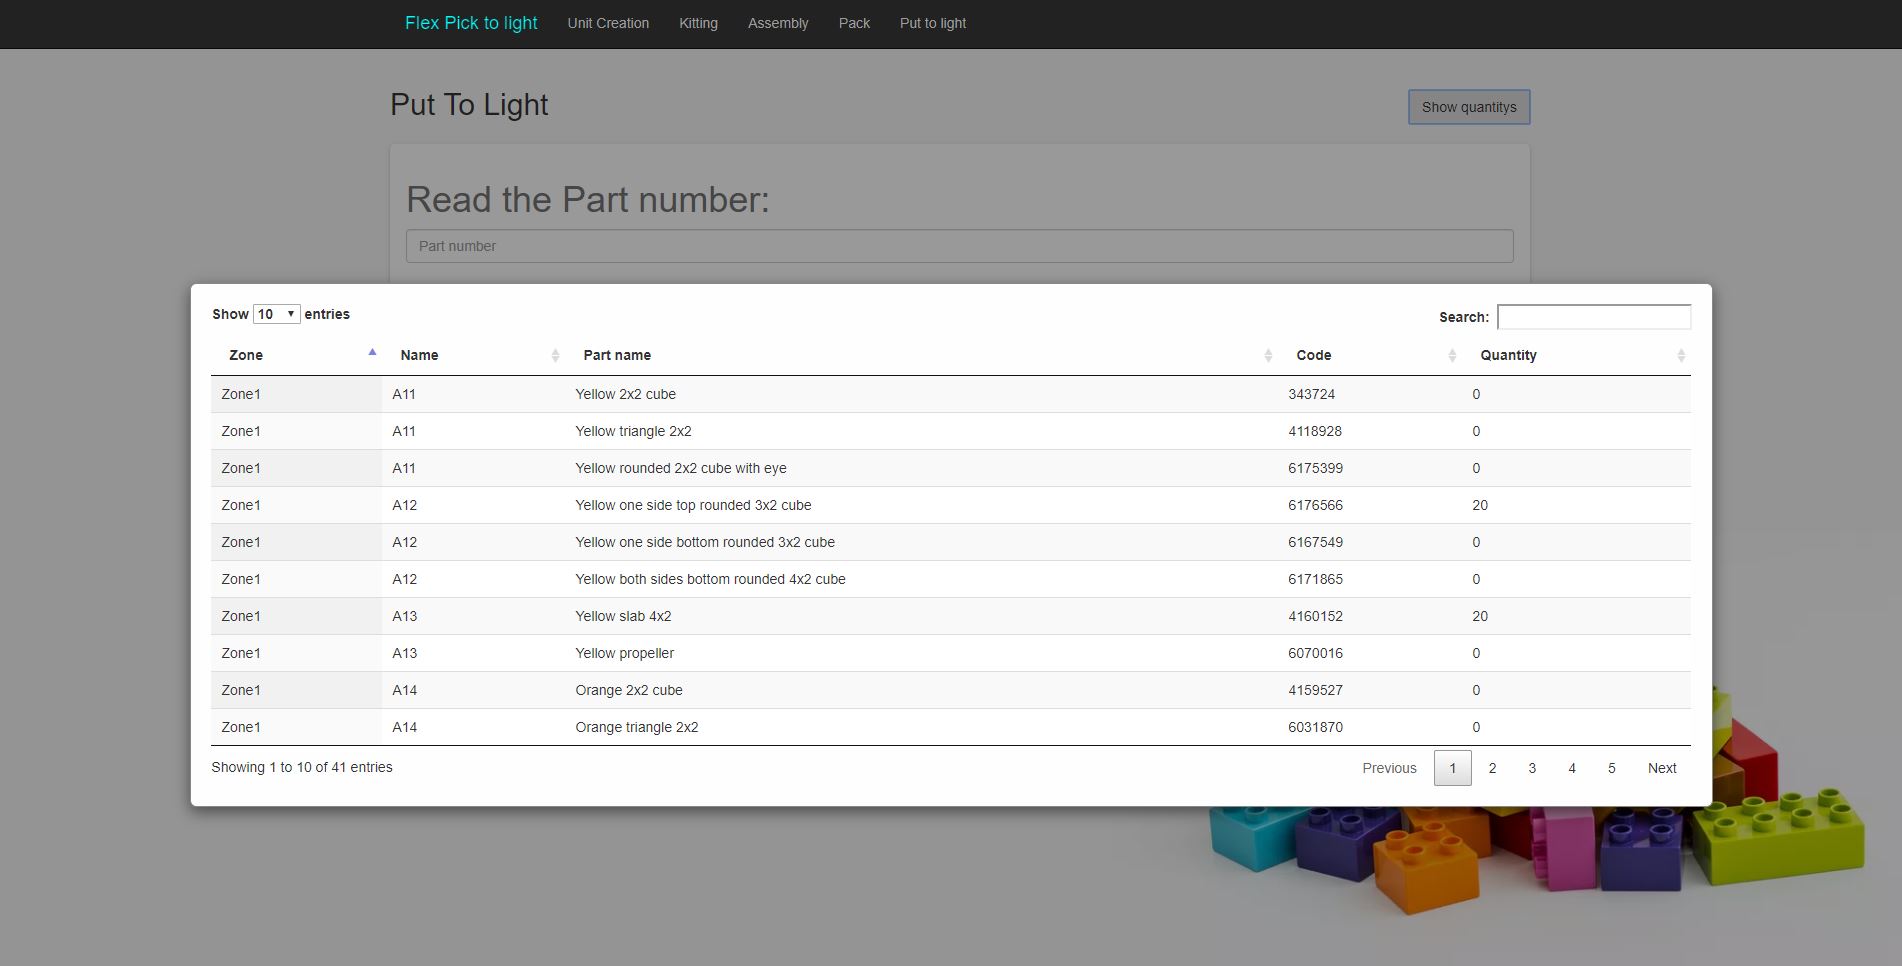 Flex Pick to light Unit Creation Kitting Assembly Pack Put to light
Put To Light Show quantitys
Read the Part number:
Part number
Show 10 entries Search:
Zone Name Part name Code Quantity
Zone1 A11 Yellow 2x2 cube 343724 0
Zone1 A11 Yellow triangle 2x2 4118928 0
Zone1 A11 Yellow rounded 2x2 cube with eye 6175399 0
Zone1 A12 Yellow one side top rounded 3x2 cube 6176566 20
Zone1 A12 Yellow one side bottom rounded 3x2 cube 6167549 0
Zone1 A12 Yellow both sides bottom rounded 4x2 cube 6171865 0
Zone1 A13 Yellow slab 4x2 4160152 20
Zone1 A13 Yellow propeller 6070016 0
Zone1 A14 Orange 2x2 cube 4159527 0
Zone1 A14 Orange triangle 2x2 6031870 0
Showing 1 to 10 of 41 entries Previous 1 2 3 4 5 Next